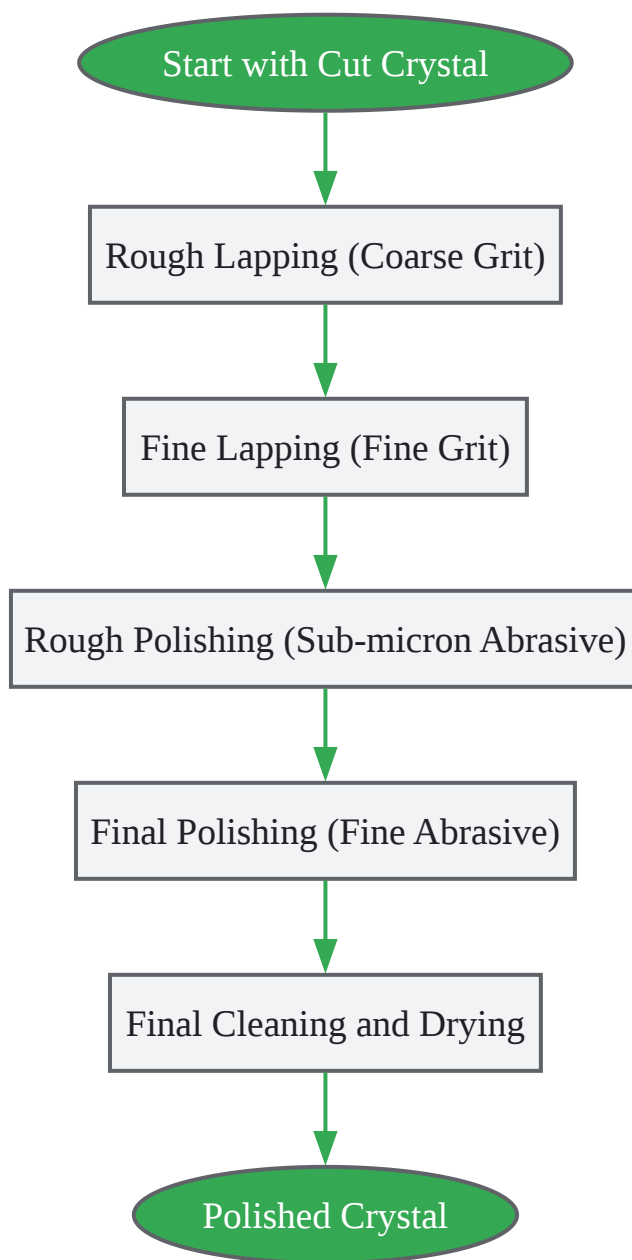 Start with Cut Crystal
Rough Lapping (Coarse Grit)
Fine Lapping (Fine Grit)
Rough Polishing (Sub-micron Abrasive)
Final Polishing (Fine Abrasive)
Final Cleaning and Drying
Polished Crystal